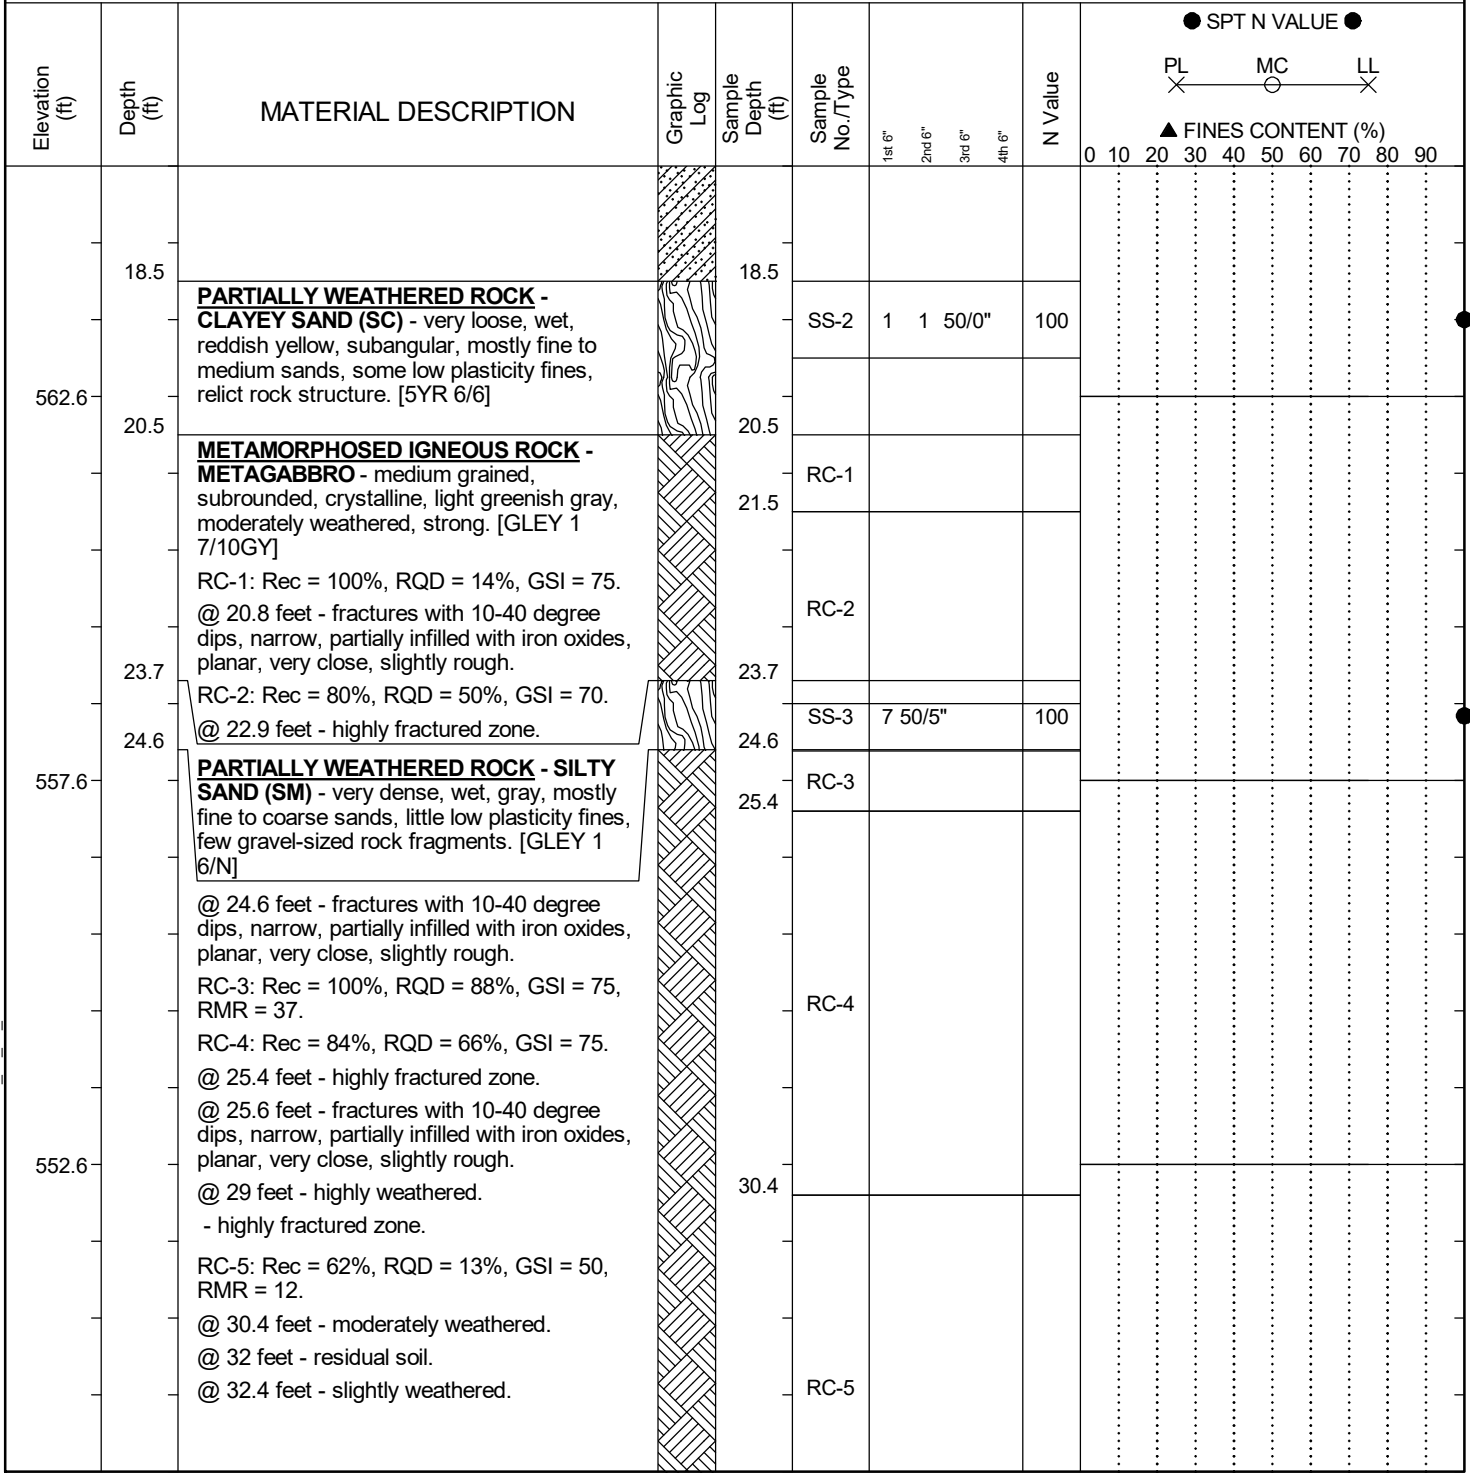 Elevation
(ft)
Depth
(ft)
MATERIAL DESCRIPTION
Graphic
Log
Sample
Depth
(ft)
Sample
No./Type
1st 6"
2nd 6"
3rd 6"
4th 6"
N Value
● SPT N VALUE ●
PL MC LL
▲ FINES CONTENT (%)
0 10 20 30 40 50 60 70 80 90
18.5
18.5
PARTIALLY WEATHERED ROCK -
CLAYEY SAND (SC) - very loose, wet,
reddish yellow, subangular, mostly fine to
medium sands, some low plasticity fines,
relict rock structure. [5YR 6/6]
SS-2 1 1 50/0" 100
562.6
20.5
20.5
METAMORPHOSED IGNEOUS ROCK -
METAGABBRO - medium grained,
subrounded, crystalline, light greenish gray,
moderately weathered, strong. [GLEY 1
7/10GY]
RC-1
21.5
RC-1: Rec = 100%, RQD = 14%, GSI = 75.
@ 20.8 feet - fractures with 10-40 degree
dips, narrow, partially infilled with iron oxides,
planar, very close, slightly rough.
RC-2
23.7
23.7
RC-2: Rec = 80%, RQD = 50%, GSI = 70.
@ 22.9 feet - highly fractured zone.
SS-3 7 50/5" 100
24.6
24.6
PARTIALLY WEATHERED ROCK - SILTY
SAND (SM) - very dense, wet, gray, mostly
fine to coarse sands, little low plasticity fines,
few gravel-sized rock fragments. [GLEY 1
6/N]
557.6
RC-3
25.4
@ 24.6 feet - fractures with 10-40 degree
dips, narrow, partially infilled with iron oxides,
planar, very close, slightly rough.
RC-3: Rec = 100%, RQD = 88%, GSI = 75,
RMR = 37.
RC-4
RC-4: Rec = 84%, RQD = 66%, GSI = 75.
@ 25.4 feet - highly fractured zone.
@ 25.6 feet - fractures with 10-40 degree
dips, narrow, partially infilled with iron oxides,
planar, very close, slightly rough.
552.6
30.4
@ 29 feet - highly weathered.
- highly fractured zone.
RC-5: Rec = 62%, RQD = 13%, GSI = 50,
RMR = 12.
@ 30.4 feet - moderately weathered.
@ 32 feet - residual soil.
@ 32.4 feet - slightly weathered.
RC-5